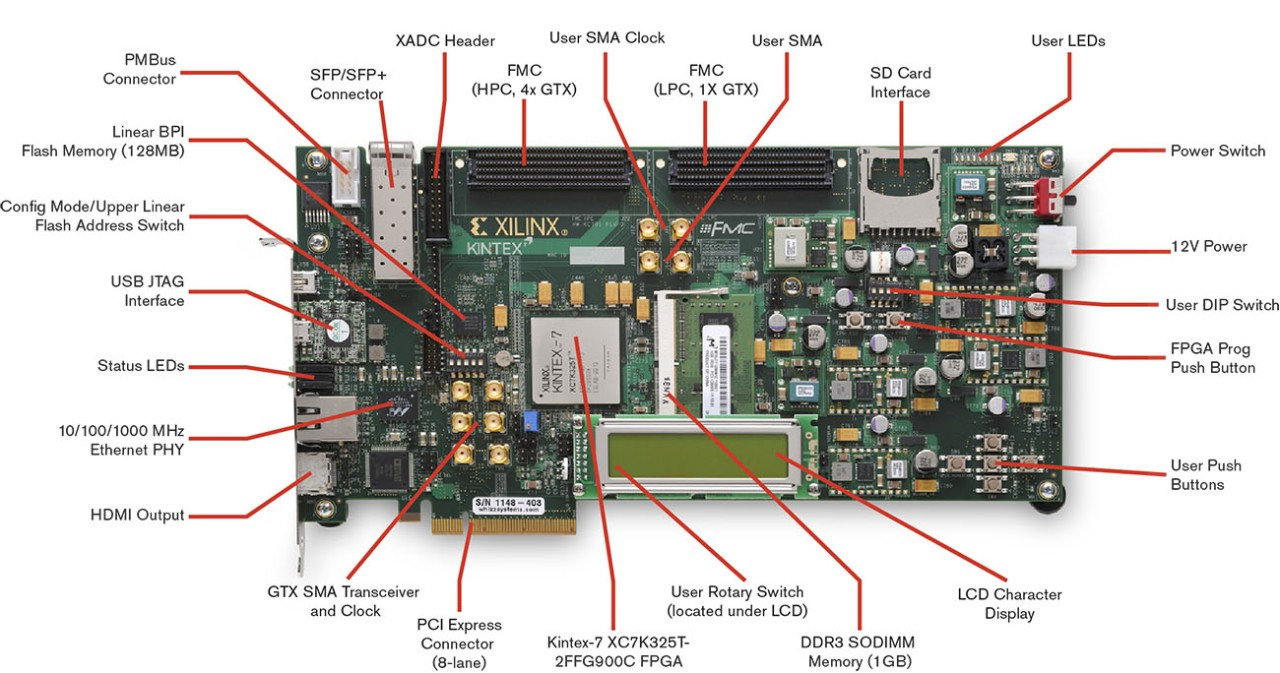 XADC Header
User SMA Clock
User SMA
User LEDs
PMBus
Connector
SFP/SFP+
Connector
FMC
(HPC, 4x GTX)
FMC
(LPC, 1X GTX)
SD Card
Interface
Linear BPI
Flash Memory (128MB)
Power Switch
Config Mode/Upper Linear
Flash Address Switch
XILINX®
KINTEX7
FMC
12V Power
USB JTAG
Interface
User DIP Switch
XILINX®
KINTEX-7
XC7K325T™
FPGA Prog
Push Button
Status LEDs
10/100/1000 MHz
Ethernet PHY
User Push
Buttons
S/N 1148-403
whizzsystems.com
HDMI Output
GTX SMA Transceiver
and Clock
PCI Express
Connector
(8-lane)
Kintex-7 XC7K325T-
2FFG900C FPGA
User Rotary Switch
(located under LCD)
DDR3 SODIMM
Memory (1GB)
LCD Character
Display